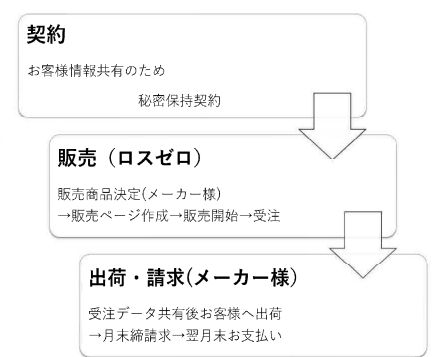 契約
お客様情報共有のため
秘密保持契約
販売（ロスゼロ）
販売商品決定(メーカー様)
→販売ページ作成→販売開始→受注
出荷・請求(メーカー様)
受注データ共有後お客様へ出荷
→月末締請求→翌月末お支払い